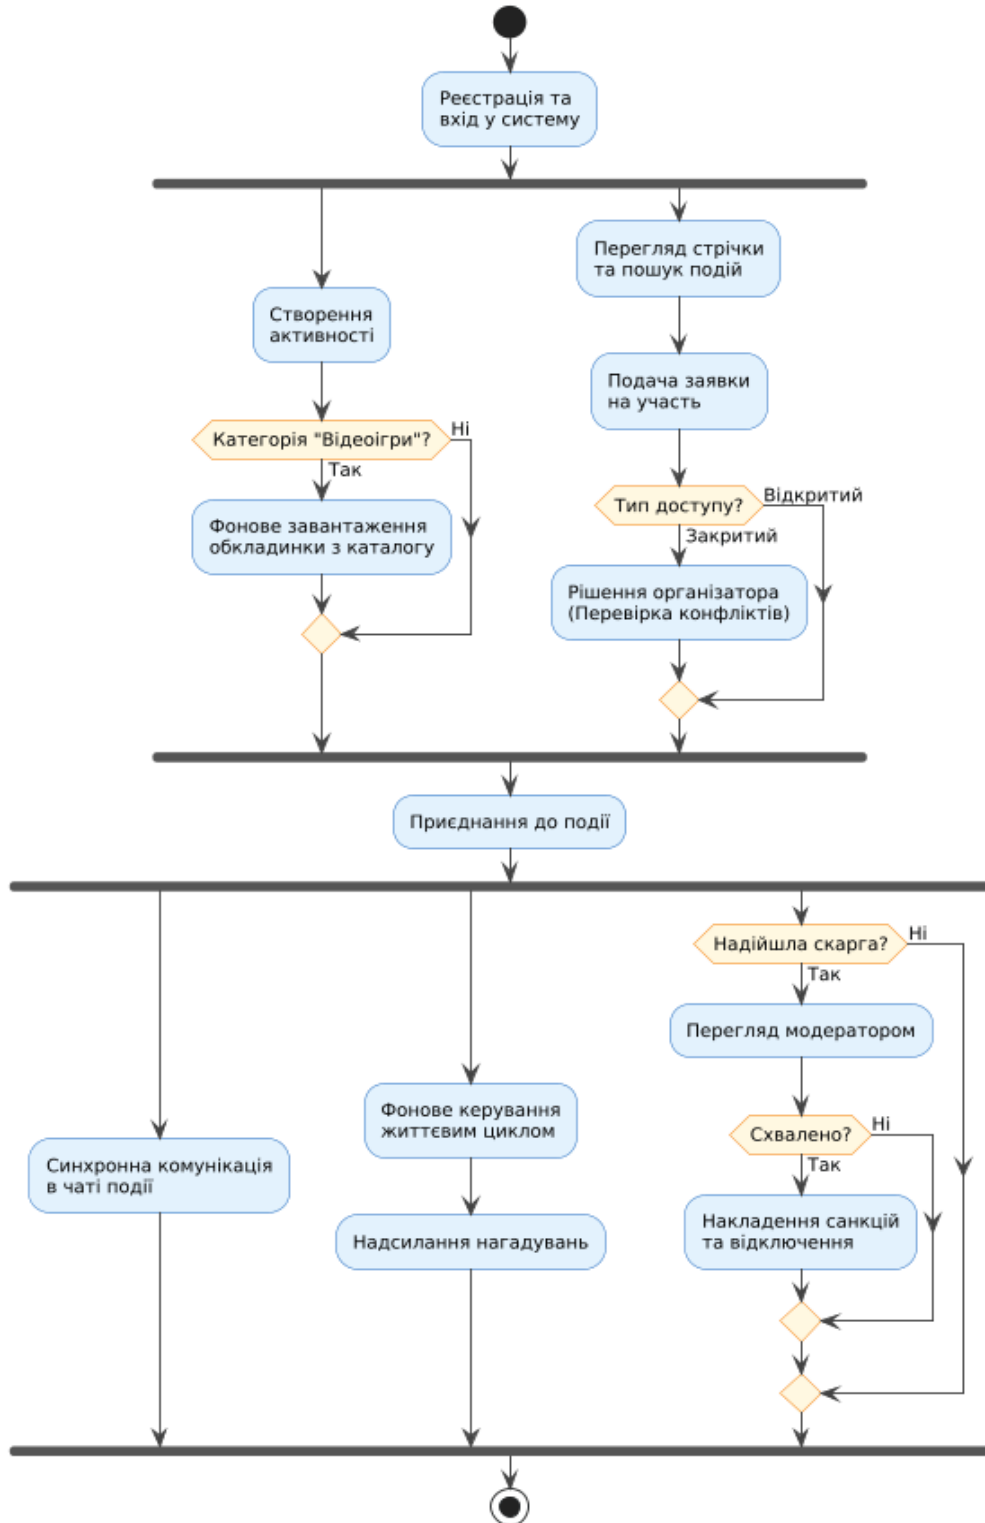 Реєстрація та
вхід у систему
Перегляд стрічки
та пошук подій
Створення
активності
Подача заявки
на участь
Категорія "Відеоігри"?
Ні
Так
Тип доступу?
Відкритий
Закритий
Фонове завантаження
обкладинки з каталогу
Рішення організатора
(Перевірка конфліктів)
Приєднання до події
Надійшла скарга?
Ні
Так
Перегляд модератором
Фонове керування
життєвим циклом
Схвалено?
Ні
Так
Синхронна комунікація
в чаті події
Надсилання нагадувань
Накладення санкцій
та відключення